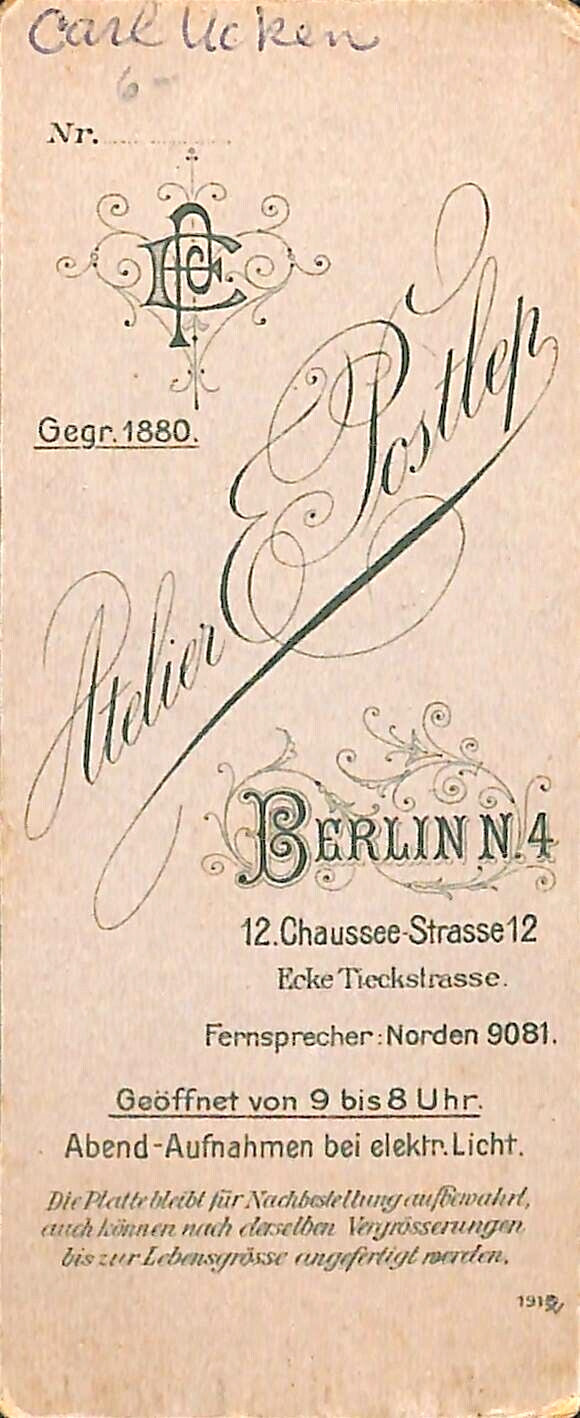 Carl Ucken
6-
Nr.
Gegr. 1880.
Atelier E Postlep
BERLIN N. 4
12. Chaussee-Strasse 12
Ecke Tieckstrasse.
Fernsprecher: Norden 9081.
Geöffnet von 9 bis 8 Uhr.
Abend-Aufnahmen bei elektr. Licht.
Die Platte bleibt für Nachbestellung aufbewahrt,
auch können nach derselben Vergrösserungen
bis zur Lebensgrösse angefertigt werden.